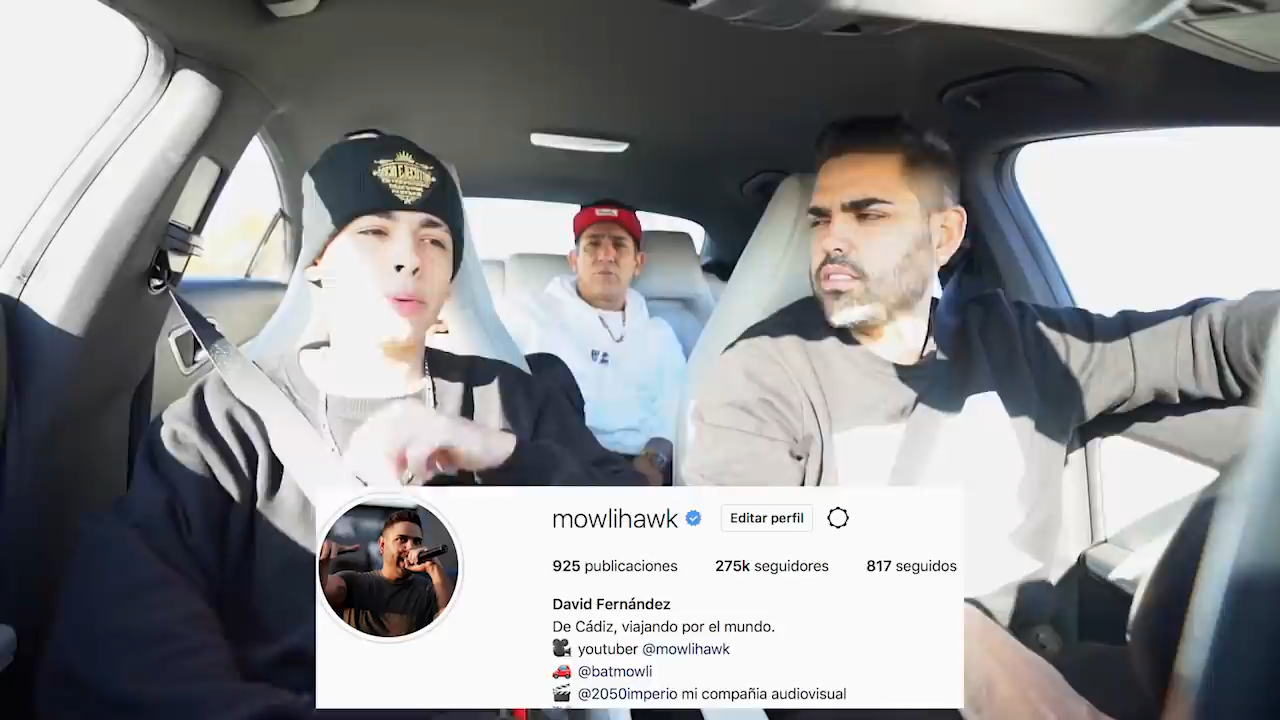 mowlihawk
Editar perfil
925 publicaciones 275k seguidores 817 seguidos
David Fernández
De Cádiz, viajando por el mundo.
youtuber @mowlihawk
@batmowli
@2050imperio mi compañia audiovisual